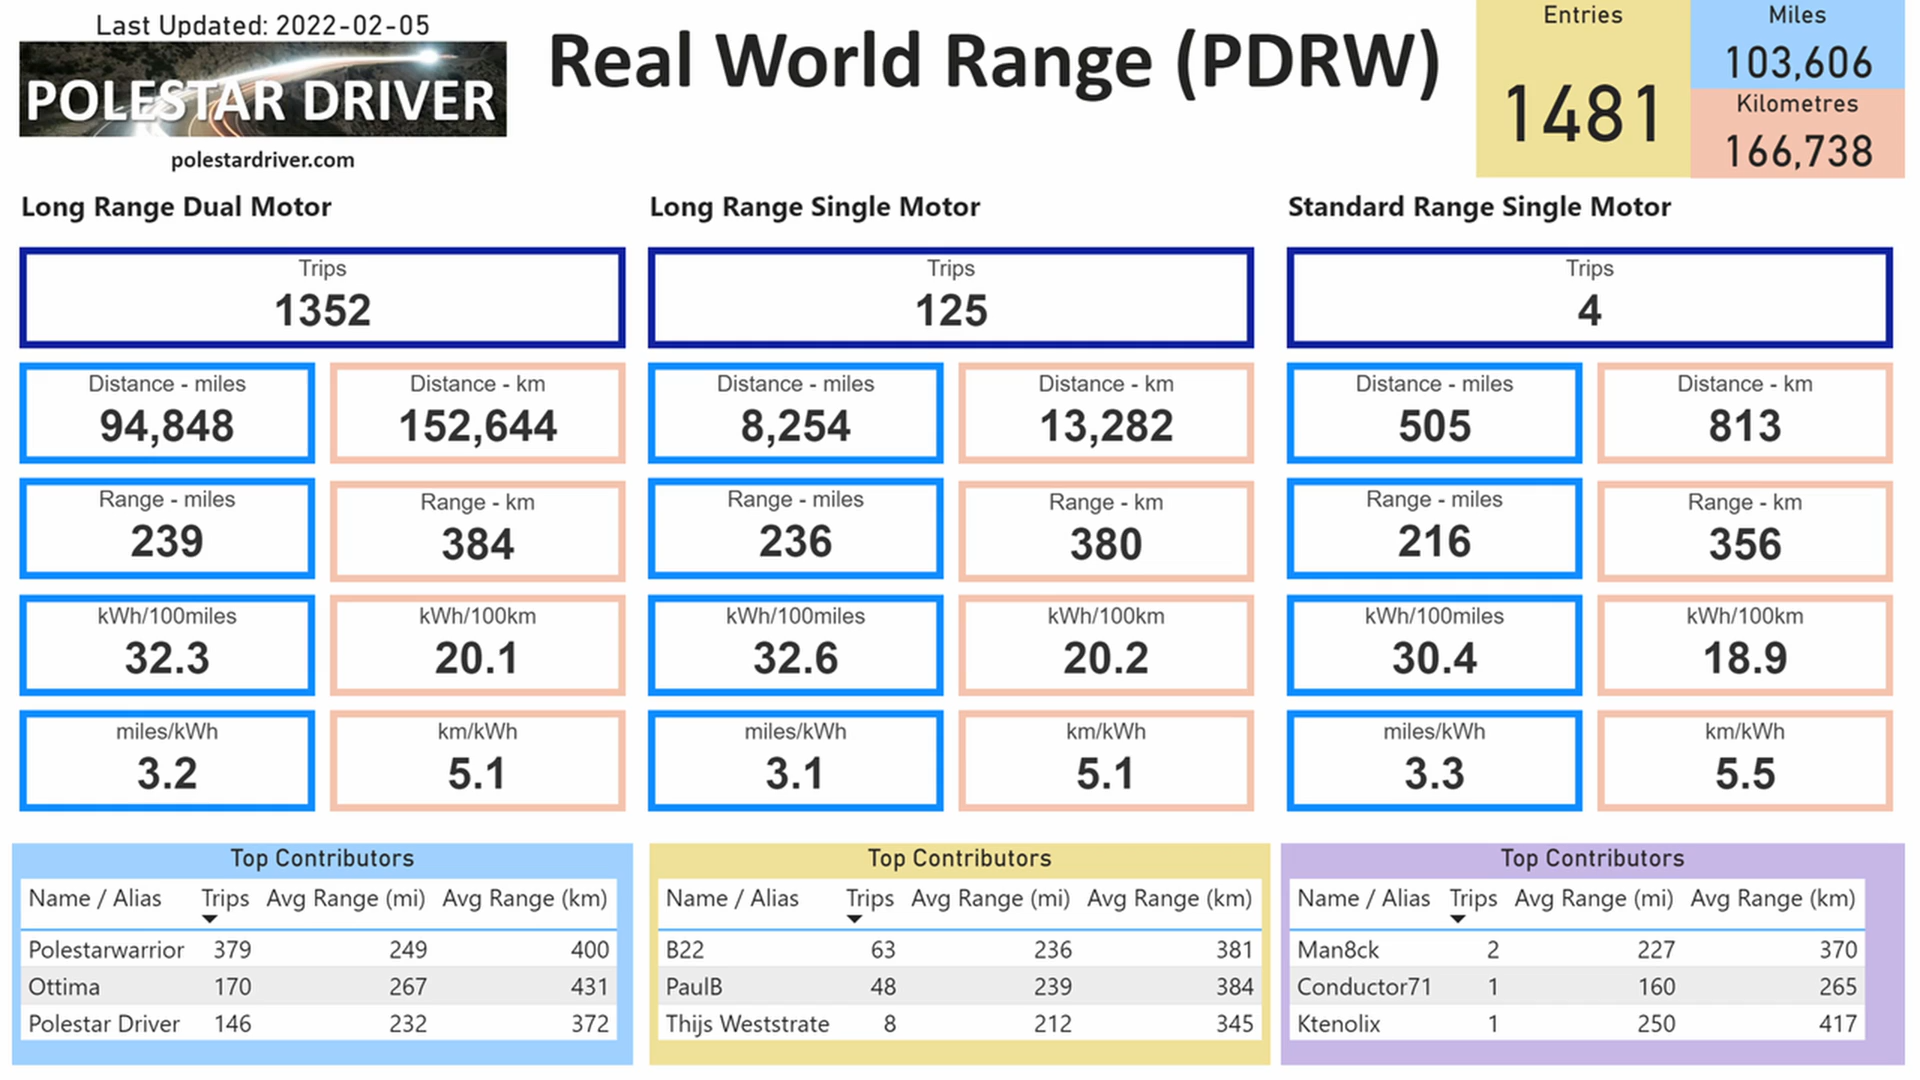 Last Updated: 2022-02-05
POLESTAR DRIVER
polestardriver.com
Real World Range (PDRW)
Entries
1481
Miles
103,606
Kilometres
166,738
Long Range Dual Motor
Trips
1352
Distance - miles
94,848
Distance - km
152,644
Range - miles
239
Range - km
384
kWh/100miles
32.3
kWh/100km
20.1
miles/kWh
3.2
km/kWh
5.1
Long Range Single Motor
Trips
125
Distance - miles
8,254
Distance - km
13,282
Range - miles
236
Range - km
380
kWh/100miles
32.6
kWh/100km
20.2
miles/kWh
3.1
km/kWh
5.1
Standard Range Single Motor
Trips
4
Distance - miles
505
Distance - km
813
Range - miles
216
Range - km
356
kWh/100miles
30.4
kWh/100km
18.9
miles/kWh
3.3
km/kWh
5.5
Top Contributors
Name / Alias Trips Avg Range (mi) Avg Range (km)
Polestarwarrior 379 249 400
Ottima 170 267 431
Polestar Driver 146 232 372
Top Contributors
Name / Alias Trips Avg Range (mi) Avg Range (km)
B22 63 236 381
PaulB 48 239 384
Thijs Weststrate 8 212 345
Top Contributors
Name / Alias Trips Avg Range (mi) Avg Range (km)
Man8ck 2 227 370
Conductor71 1 160 265
Ktenolix 1 250 417